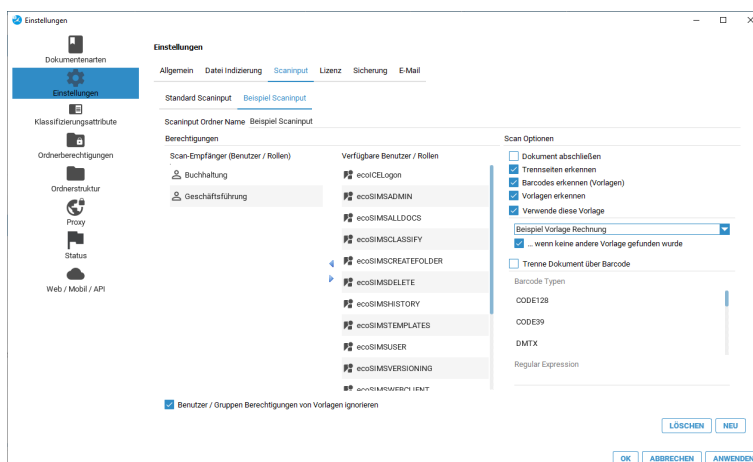 Einstellungen
Dokumentenarten
Einstellungen
Klassifizierungsattribute
Ordnerberechtigungen
Ordnerstruktur
Proxy
Status
Web / Mobil / API
Einstellungen
Allgemein Datei Indizierung Scaninput Lizenz Sicherung E-Mail
Standard Scaninput Beispiel Scaninput
Scaninput Ordner Name Beispiel Scaninput
Berechtigungen
Scan-Empfänger (Benutzer / Rollen)
Buchhaltung
Geschäftsführung
Verfügbare Benutzer / Rollen
ecoICELogon
ecoSIMSADMIN
ecoSIMSALLDOCS
ecoSIMSCLASSIFY
ecoSIMSCREATEFOLDER
ecoSIMSDELETE
ecoSIMSHISTORY
ecoSIMSTEMPLATES
ecoSIMSUSER
ecoSIMSVERSIONING
ecoSIMSWEBCLIENT
Benutzer / Gruppen Berechtigungen von Vorlagen ignorieren
Scan Optionen
Dokument abschließen
Trennseiten erkennen
Barcodes erkennen (Vorlagen)
Vorlagen erkennen
Verwende diese Vorlage
Beispiel Vorlage Rechnung
... wenn keine andere Vorlage gefunden wurde
Trenne Dokument über Barcode
Barcode Typen
CODE128
CODE39
DMTX
Regular Expression
LÖSCHEN NEU
OK ABBRECHEN ANWENDEN